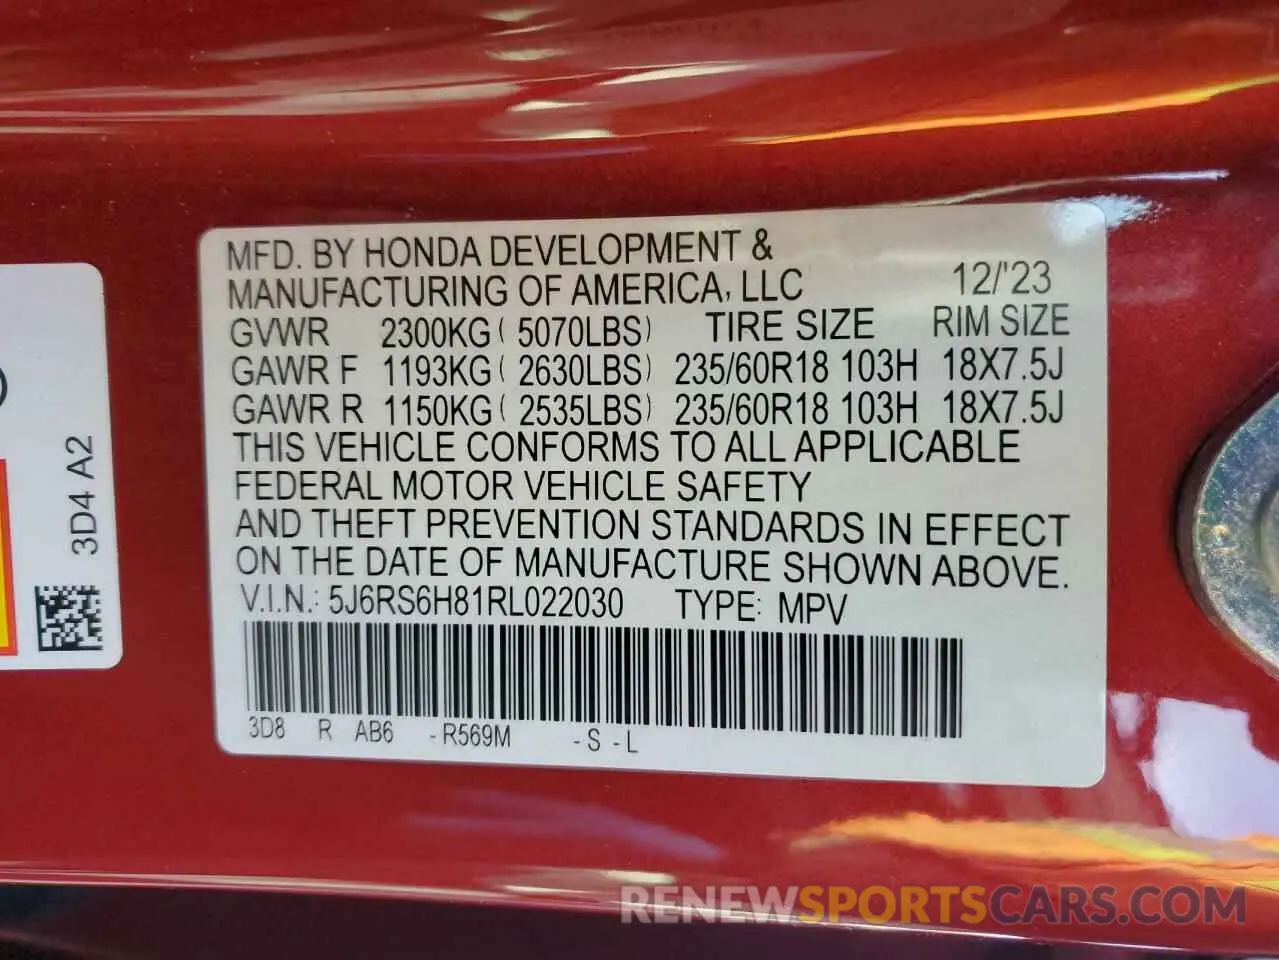 MFD. BY HONDA DEVELOPMENT &
MANUFACTURING OF AMERICA, LLC 12/'23
GVWR 2300KG ( 5070LBS) TIRE SIZE RIM SIZE
GAWR F 1193KG ( 2630LBS) 235/60R18 103H 18X7.5J
GAWR R 1150KG ( 2535LBS) 235/60R18 103H 18X7.5J
THIS VEHICLE CONFORMS TO ALL APPLICABLE
FEDERAL MOTOR VEHICLE SAFETY
AND THEFT PREVENTION STANDARDS IN EFFECT
ON THE DATE OF MANUFACTURE SHOWN ABOVE.
V.I.N.: 5J6RS6H81RL022030 TYPE: MPV
3D8 R AB6 -R569M -S -L
3D4 A2
RENEWSPORTSCARS.COM